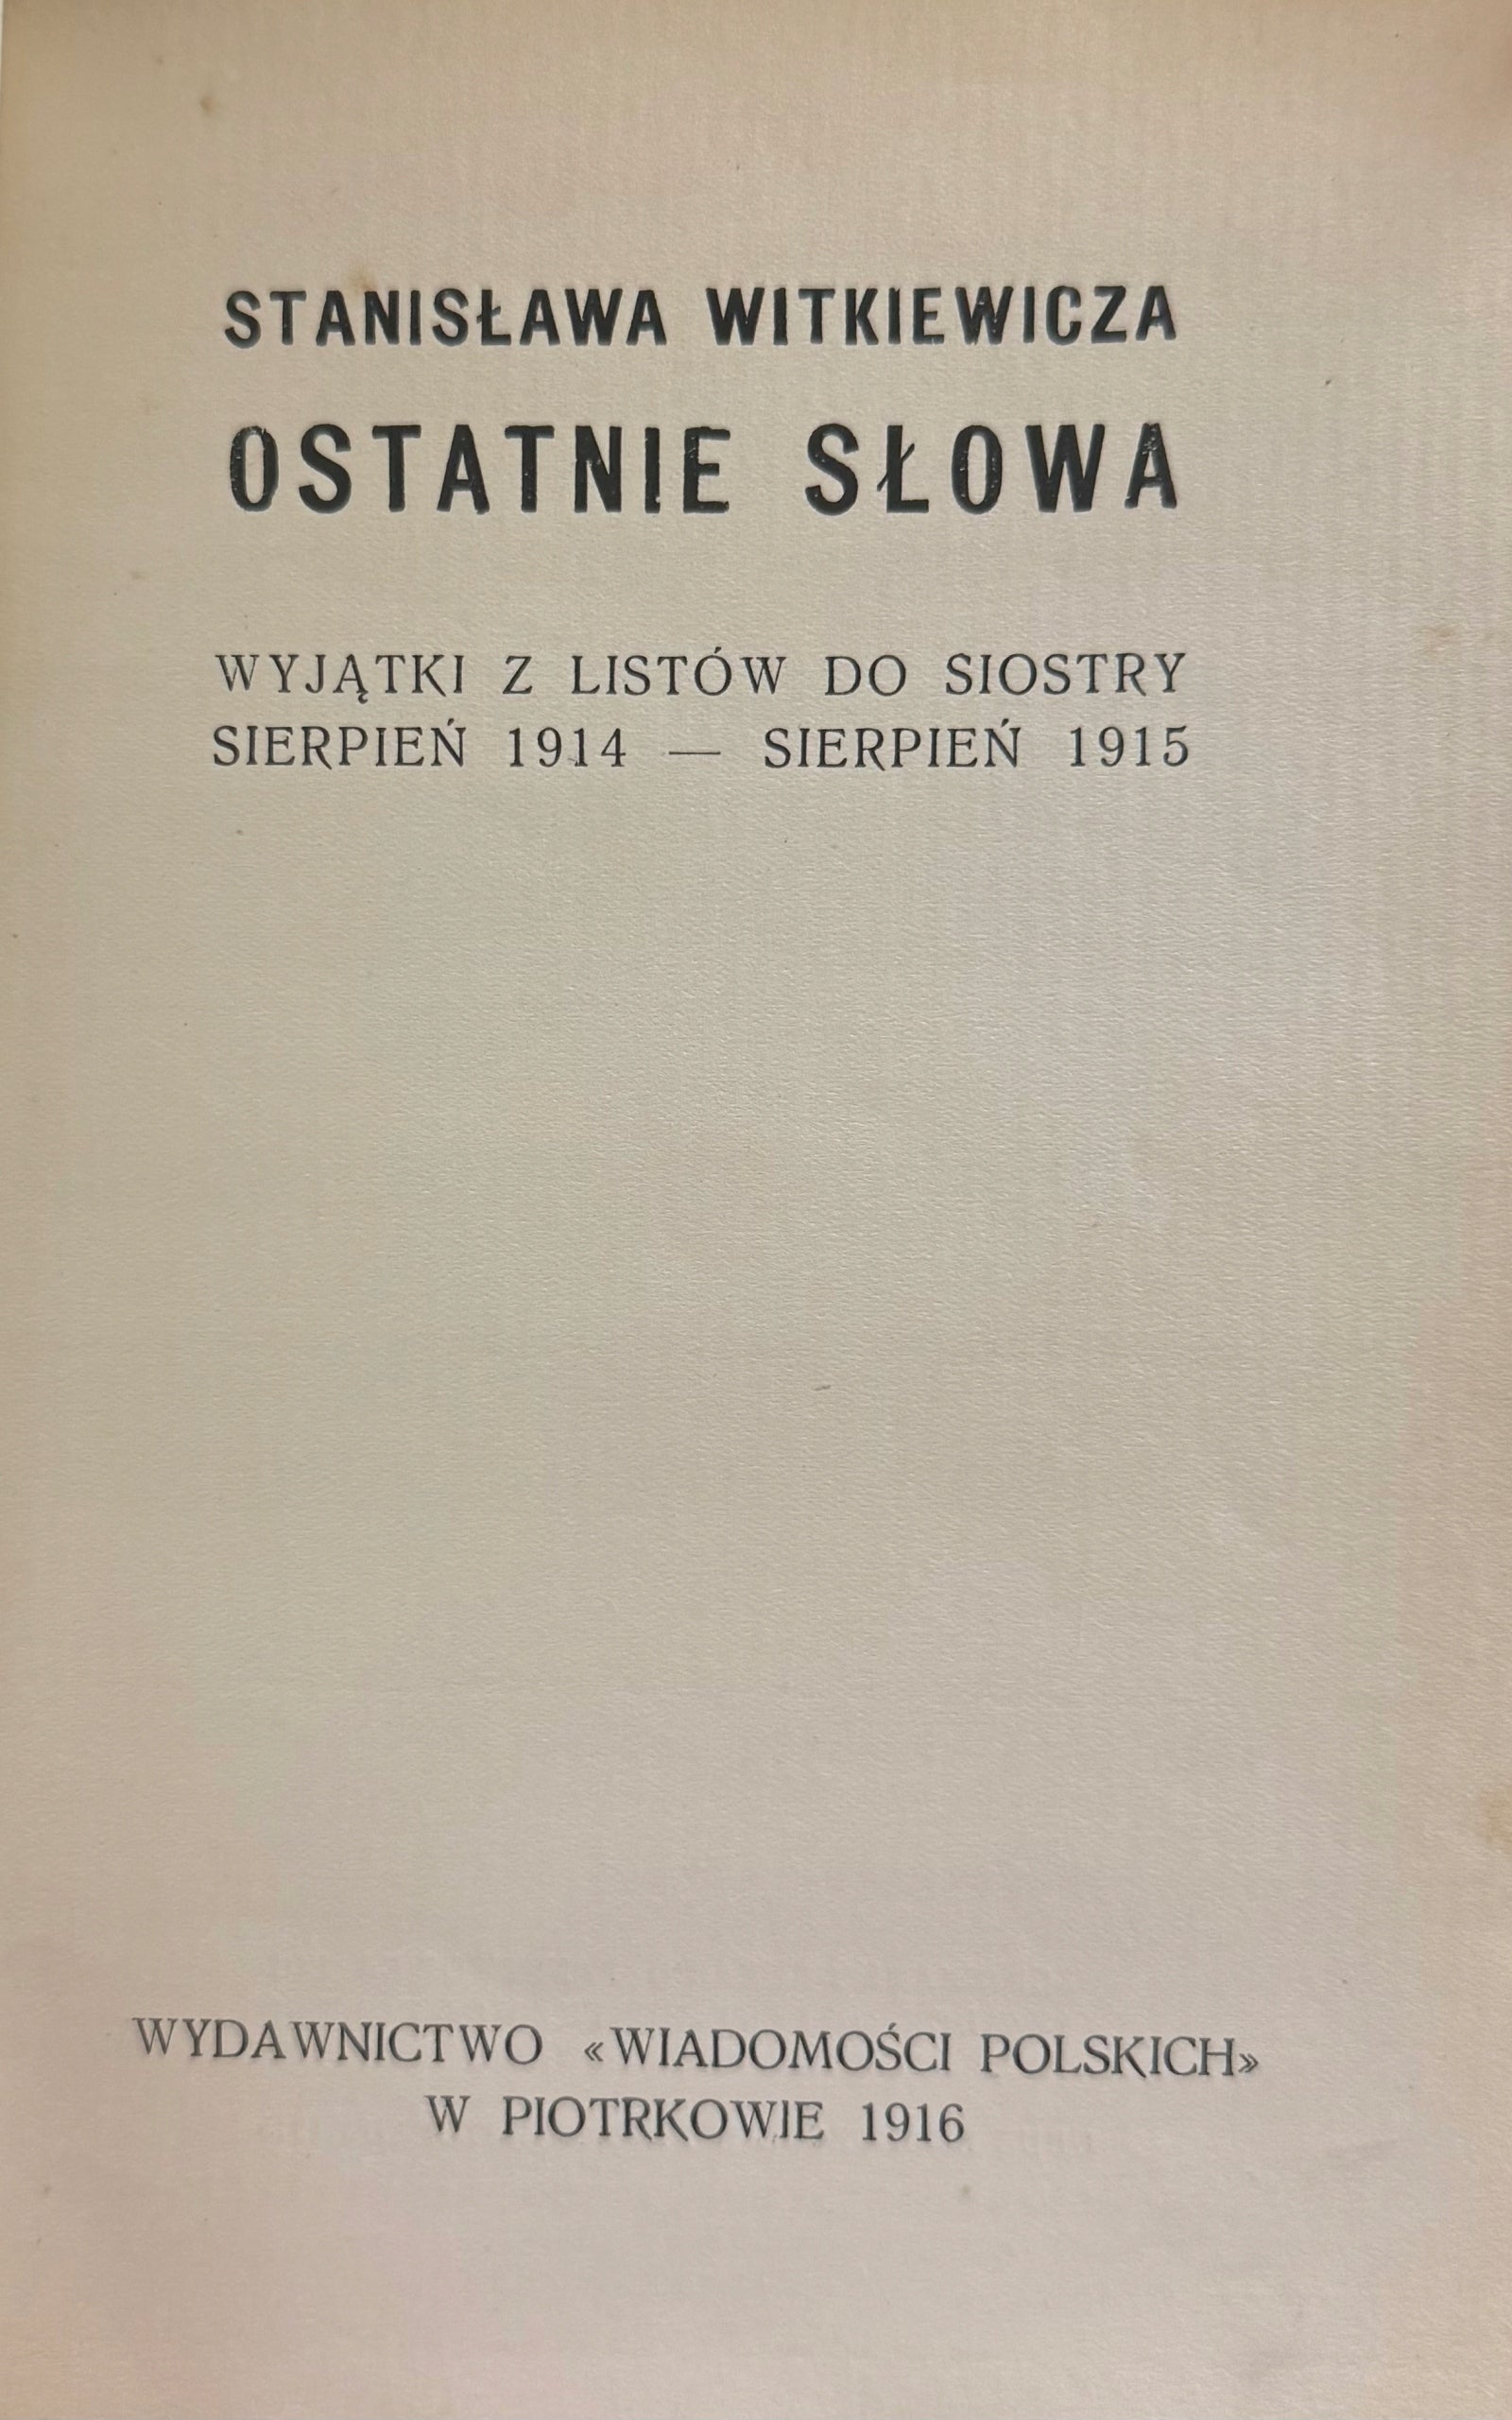 STANISŁAWA WITKIEWICZA
OSTATNIE SŁOWA
WYJĄTKI Z LISTÓW DO SIOSTRY
SIERPIEŃ 1914 — SIERPIEŃ 1915
WYDAWNICTWO «WIADOMOŚCI POLSKICH»
W PIOTRKOWIE 1916